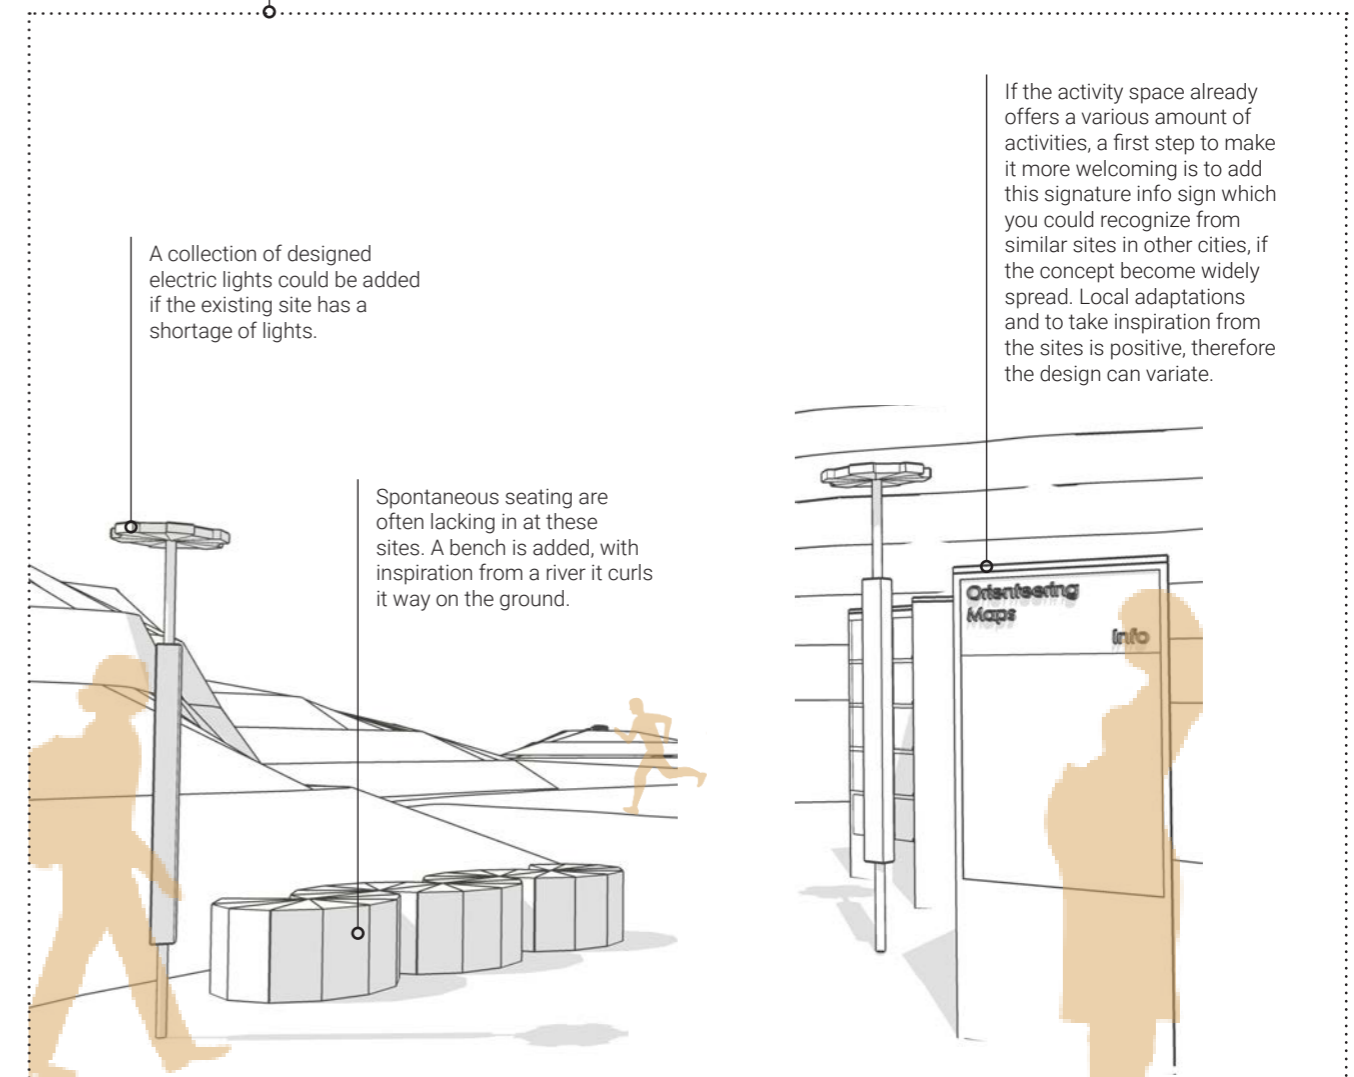 If the activity space already
offers a various amount of
activities, a first step to make
it more welcoming is to add
this signature info sign which
you could recognize from
similar sites in other cities, if
the concept become widely
spread. Local adaptations
and to take inspiration from
the sites is positive, therefore
the design can variate.
A collection of designed
electric lights could be added
if the existing site has a
shortage of lights.
Spontaneous seating are
often lacking in at these
sites. A bench is added, with
inspiration from a river it curls
it way on the ground.
Orienteering
Maps
Info